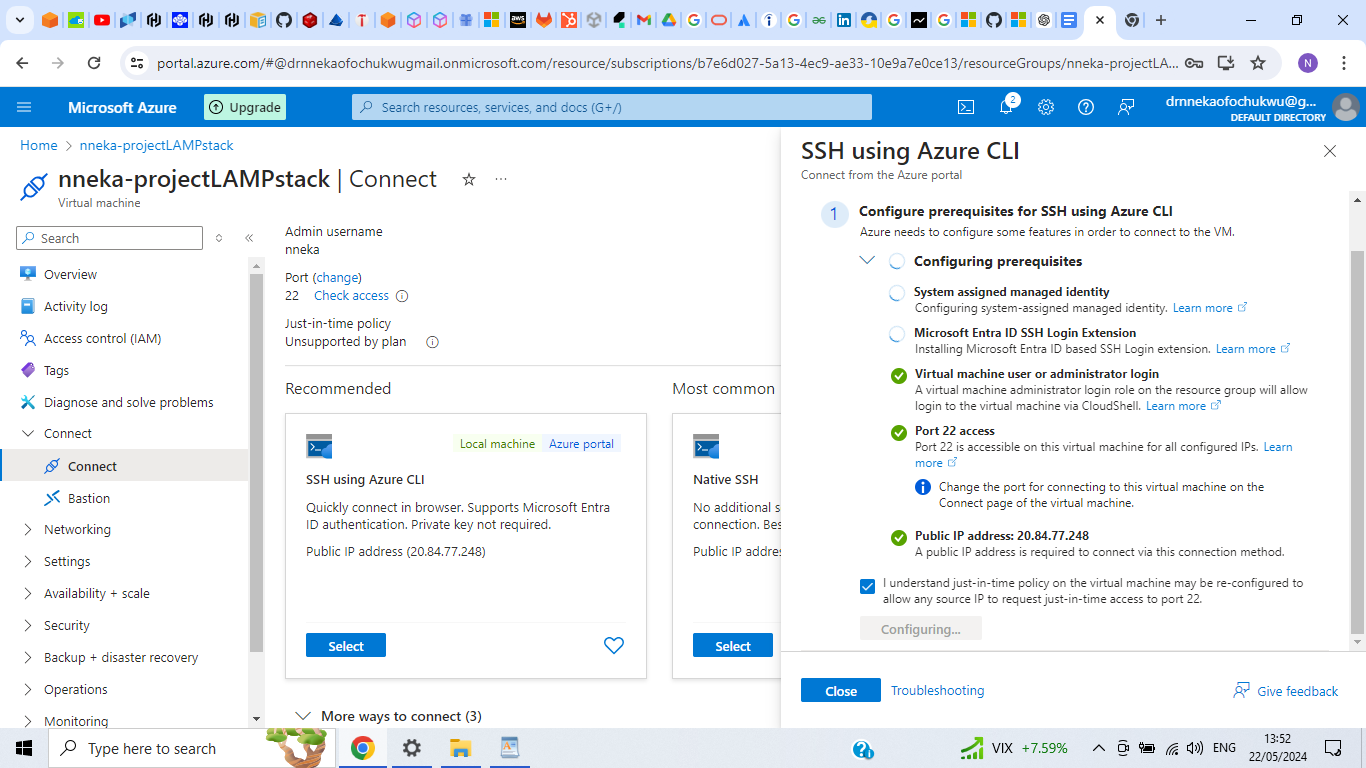 portal.azure.com/#@drnnekaofochukwugmail.onmicrosoft.com/resource/subscriptions/b7e6d027-5a13-4ec9-ae33-10e9a7e0ce13/resourceGroups/nneka-projectLA...
N
Microsoft Azure
Upgrade
Search resources, services, and docs (G+/)
2
drnnekaofochukwu@g...
DEFAULT DIRECTORY
Home > nneka-projectLAMPstack
nneka-projectLAMPstack | Connect
Virtual machine
Search
Overview
Activity log
Access control (IAM)
Tags
Diagnose and solve problems
Connect
Connect
Bastion
Networking
Settings
Availability + scale
Security
Backup + disaster recovery
Operations
Monitoring
Admin username
nneka
Port (change)
22 Check access
Just-in-time policy
Unsupported by plan
Recommended
Local machine Azure portal
SSH using Azure CLI
Quickly connect in browser. Supports Microsoft Entra
ID authentication. Private key not required.
Public IP address (20.84.77.248)
Select
Most common
Native SSH
No additional s
connection. Bes
Public IP addres
Select
More ways to connect (3)
SSH using Azure CLI
Connect from the Azure portal
1
Configure prerequisites for SSH using Azure CLI
Azure needs to configure some features in order to connect to the VM.
Configuring prerequisites
System assigned managed identity
Configuring system-assigned managed identity. Learn more
Microsoft Entra ID SSH Login Extension
Installing Microsoft Entra ID based SSH Login extension. Learn more
Virtual machine user or administrator login
A virtual machine administrator login role on the resource group will allow
login to the virtual machine via CloudShell. Learn more
Port 22 access
Port 22 is accessible on this virtual machine for all configured IPs. Learn
more
Change the port for connecting to this virtual machine on the
Connect page of the virtual machine.
Public IP address: 20.84.77.248
A public IP address is required to connect via this connection method.
I understand just-in-time policy on the virtual machine may be re-configured to
allow any source IP to request just-in-time access to port 22.
Configuring...
Close
Troubleshooting
Give feedback
Type here to search
VIX +7.59%
ENG
13:52
22/05/2024